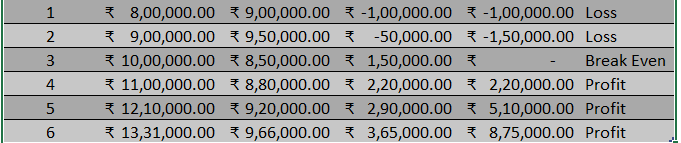 1 ₹ 8,00,000.00 ₹ 9,00,000.00 ₹ -1,00,000.00 ₹ -1,00,000.00 Loss
2 ₹ 9,00,000.00 ₹ 9,50,000.00 ₹ -50,000.00 ₹ -1,50,000.00 Loss
3 ₹ 10,00,000.00 ₹ 8,50,000.00 ₹ 1,50,000.00 ₹ - Break Even
4 ₹ 11,00,000.00 ₹ 8,80,000.00 ₹ 2,20,000.00 ₹ 2,20,000.00 Profit
5 ₹ 12,10,000.00 ₹ 9,20,000.00 ₹ 2,90,000.00 ₹ 5,10,000.00 Profit
6 ₹ 13,31,000.00 ₹ 9,66,000.00 ₹ 3,65,000.00 ₹ 8,75,000.00 Profit